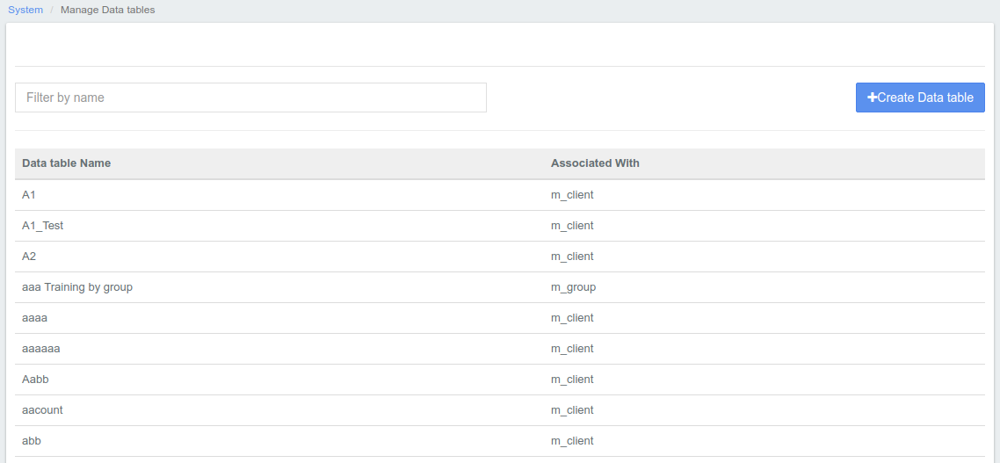 System / Manage Data tables
Filter by name
Create Data table
Data table Name Associated With
A1 m_client
A1_Test m_client
A2 m_client
aaa Training by group m_group
aaaa m_client
aaaaaa m_client
Aabb m_client
aacount m_client
abb m_client